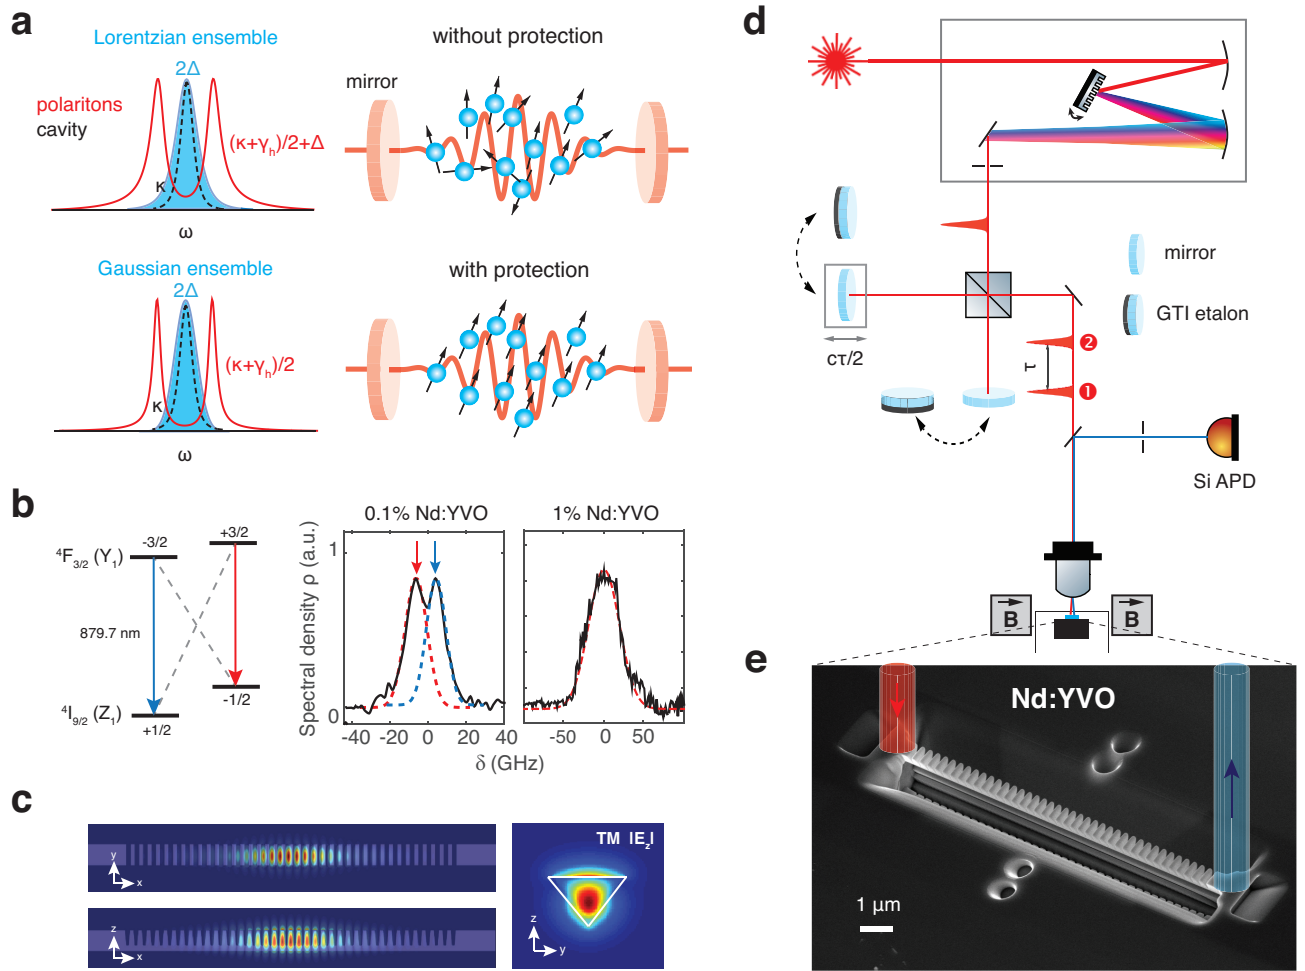 a
Lorentzian ensemble
2Δ
polaritons
cavity
κ
(κ+γh)/2+Δ
ω
without protection
mirror
Gaussian ensemble
2Δ
κ
(κ+γh)/2
ω
with protection
b
-3/2
+3/2
⁴F3/2 (Y₁)
879.7 nm
⁴I9/2 (Z₁)
-1/2
+1/2
0.1% Nd:YVO
1% Nd:YVO
Spectral density ρ (a.u.)
1
0
-40 -20 0 20 40
-50 0 50
δ (GHz)
c
y
x
z
x
TM |Ez|
z
y
d
mirror
GTI etalon
cτ/2
2
τ
1
Si APD
B
B
e
Nd:YVO
1 µm